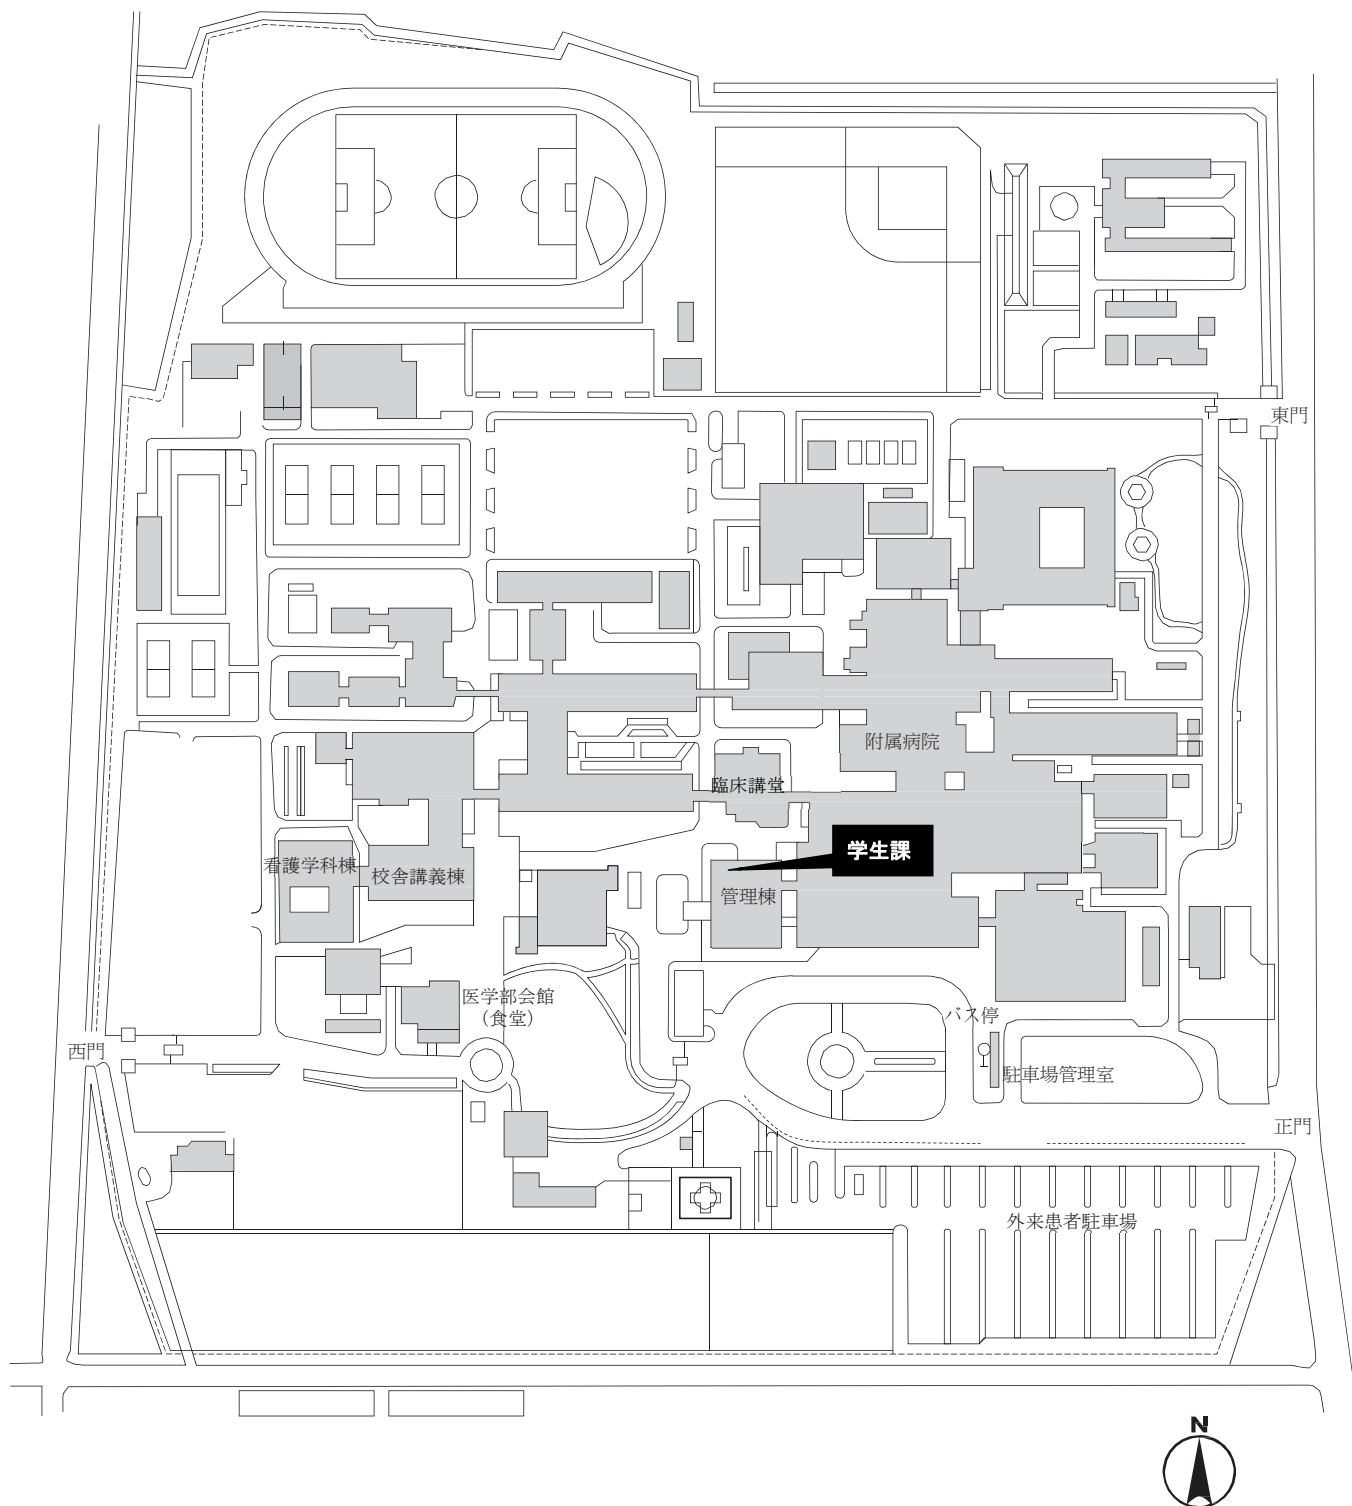 東門
附属病院
臨床講堂
学生課
看護学科棟
校舎講義棟
管理棟
医学部会館
（食堂）
バス停
西門
駐車場管理室
正門
外来患者駐車場
N